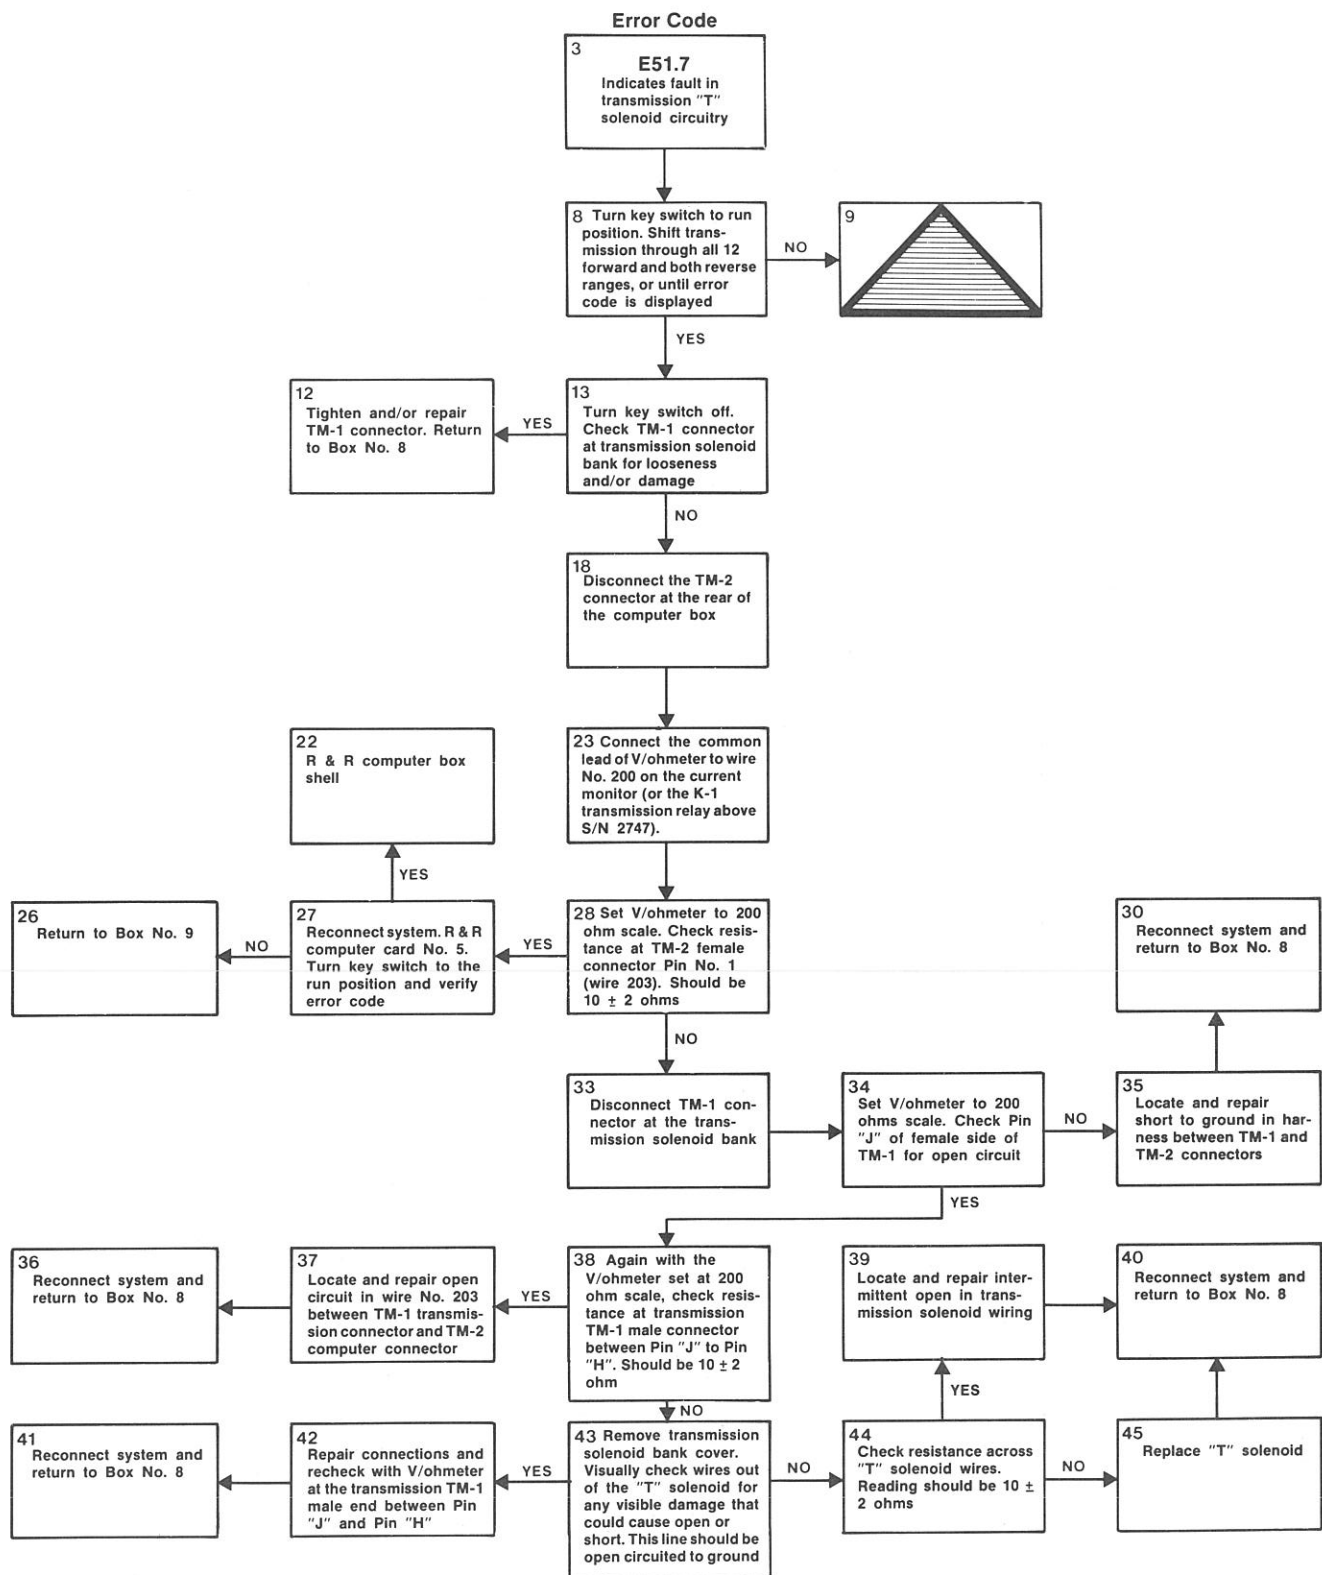 Error Code
3
E51.7
Indicates fault in
transmission "T"
solenoid circuitry
8 Turn key switch to run
position. Shift trans-
mission through all 12
forward and both reverse
ranges, or until error
code is displayed
NO
9
YES
12
Tighten and/or repair
TM-1 connector. Return
to Box No. 8
YES
13
Turn key switch off.
Check TM-1 connector
at transmission solenoid
bank for looseness
and/or damage
NO
18
Disconnect the TM-2
connector at the rear of
the computer box
22
R & R computer box
shell
23 Connect the common
lead of V/ohmeter to wire
No. 200 on the current
monitor (or the K-1
transmission relay above
S/N 2747).
YES
26
Return to Box No. 9
NO
27
Reconnect system. R & R
computer card No. 5.
Turn key switch to the
run position and verify
error code
YES
28 Set V/ohmeter to 200
ohm scale. Check resis-
tance at TM-2 female
connector Pin No. 1
(wire 203). Should be
10 ± 2 ohms
30
Reconnect system and
return to Box No. 8
NO
33
Disconnect TM-1 con-
nector at the trans-
mission solenoid bank
34
Set V/ohmeter to 200
ohms scale. Check Pin
"J" of female side of
TM-1 for open circuit
NO
35
Locate and repair
short to ground in har-
ness between TM-1 and
TM-2 connectors
YES
36
Reconnect system and
return to Box No. 8
37
Locate and repair open
circuit in wire No. 203
between TM-1 transmis-
sion connector and TM-2
computer connector
YES
38 Again with the
V/ohmeter set at 200
ohm scale, check resis-
tance at transmission
TM-1 male connector
between Pin "J" to Pin
"H". Should be 10 ± 2
ohm
39
Locate and repair inter-
mittent open in trans-
mission solenoid wiring
40
Reconnect system and
return to Box No. 8
NO
YES
41
Reconnect system and
return to Box No. 8
42
Repair connections and
recheck with V/ohmeter
at the transmission TM-1
male end between Pin
"J" and Pin "H"
YES
43 Remove transmission
solenoid bank cover.
Visually check wires out
of the "T" solenoid for
any visible damage that
could cause open or
short. This line should be
open circuited to ground
NO
44
Check resistance across
"T" solenoid wires.
Reading should be 10 ±
2 ohms
NO
45
Replace "T" solenoid